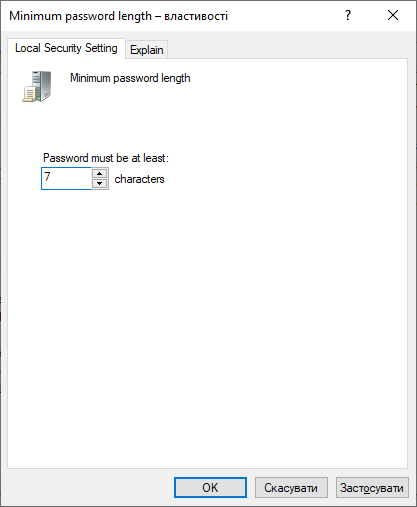 Minimum password length – властивості
?
Local Security Setting
Explain
Minimum password length
Password must be at least:
7
characters
OK
Скасувати
Застосувати